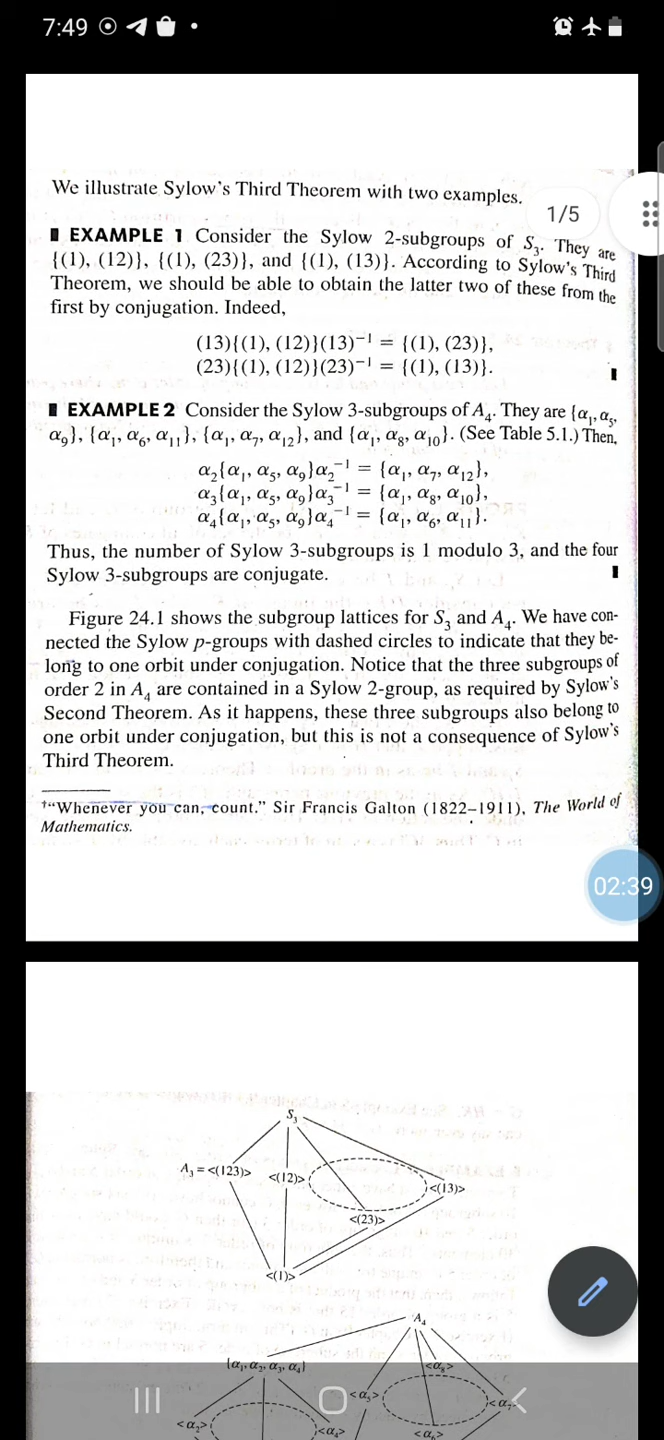 7:49
We illustrate Sylow's Third Theorem with two examples.
1/5
EXAMPLE 1 Consider the Sylow 2-subgroups of S₃. They are
{(1), (12)}, {(1), (23)}, and {(1), (13)}. According to Sylow's Third
Theorem, we should be able to obtain the latter two of these from the
first by conjugation. Indeed,
(13){(1), (12)}(13)⁻¹ = {(1), (23)},
(23){(1), (12)}(23)⁻¹ = {(1), (13)}.
EXAMPLE 2 Consider the Sylow 3-subgroups of A₄. They are {α₁, α₅,
α₉}, {α₁, α₆, α₁₁}, {α₁, α₇, α₁₂}, and {α₁, α₈, α₁₀}. (See Table 5.1.) Then,
α₂{α₁, α₅, α₉}α₂⁻¹ = {α₁, α₇, α₁₂},
α₃{α₁, α₅, α₉}α₃⁻¹ = {α₁, α₈, α₁₀},
α₄{α₁, α₅, α₉}α₄⁻¹ = {α₁, α₆, α₁₁}.
Thus, the number of Sylow 3-subgroups is 1 modulo 3, and the four
Sylow 3-subgroups are conjugate.
Figure 24.1 shows the subgroup lattices for S₃ and A₄. We have con-
nected the Sylow p-groups with dashed circles to indicate that they be-
long to one orbit under conjugation. Notice that the three subgroups of
order 2 in A₄ are contained in a Sylow 2-group, as required by Sylow's
Second Theorem. As it happens, these three subgroups also belong to
one orbit under conjugation, but this is not a consequence of Sylow's
Third Theorem.
†"Whenever you can, count." Sir Francis Galton (1822–1911), The World of
Mathematics.
02:39
S₃
A₃ = <(123)>
<(12)>
<(13)>
<(23)>
<(1)>
A₄
{α₁, α₂, α₃, α₄}
<α₈>
<α₅>
<α₇
<α₂>
<α₄>
<α₆>